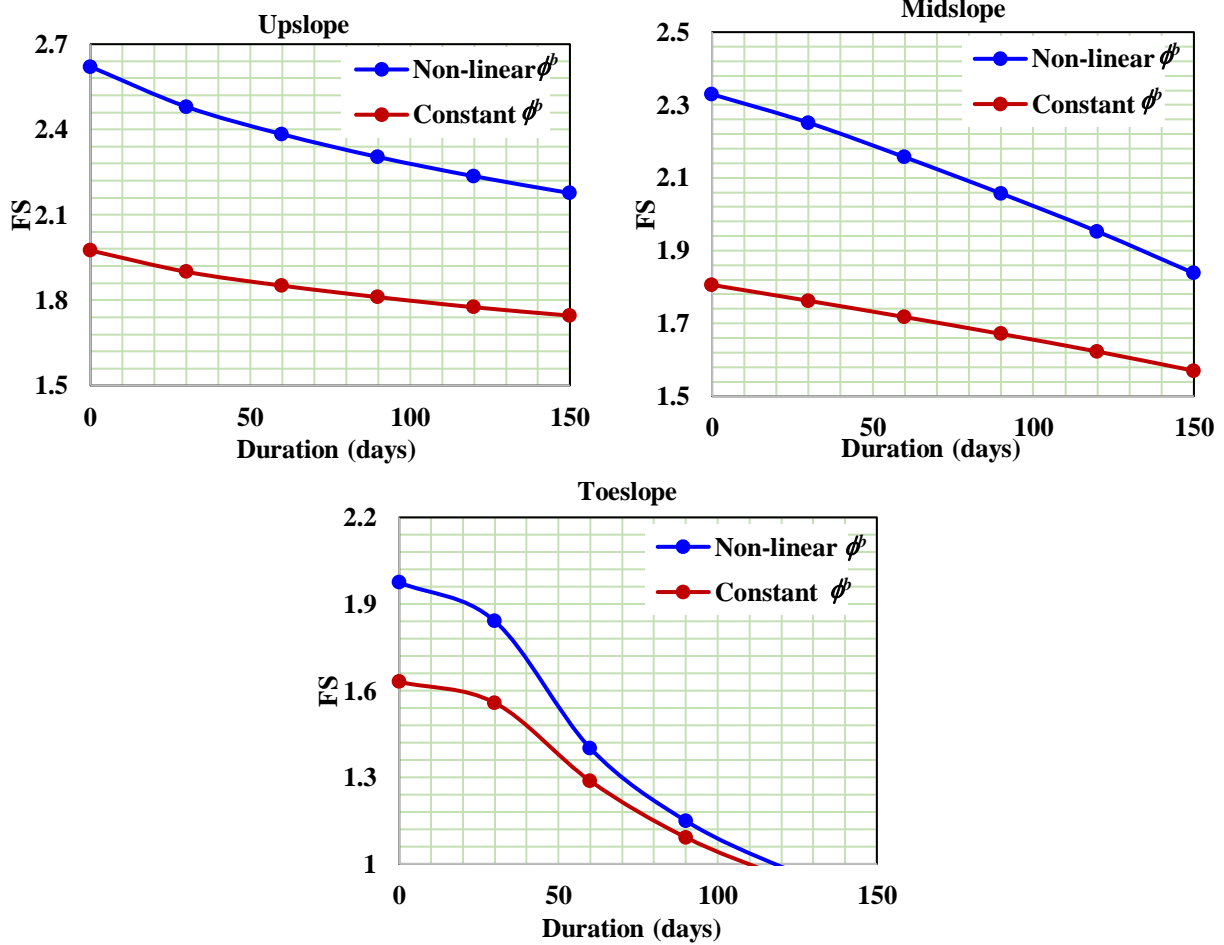 Upslope
2.7
2.4
2.1
1.8
1.5
FS
Non-linear ϕᵇ
Constant ϕᵇ
0 50 100 150
Duration (days)
Midslope
2.5
2.3
2.1
1.9
1.7
1.5
FS
Non-linear ϕᵇ
Constant ϕᵇ
0 50 100 150
Duration (days)
Toeslope
2.2
1.9
1.6
1.3
1
FS
Non-linear ϕᵇ
Constant ϕᵇ
0 50 100 150
Duration (days)